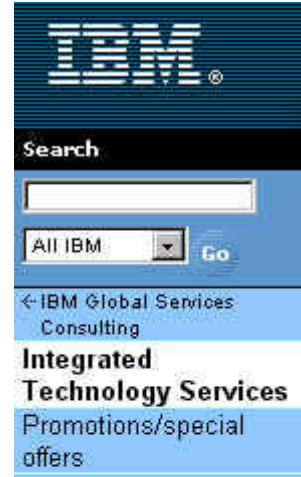 IBM®
Search
All IBM
Go
←IBM Global Services
Consulting
Integrated
Technology Services
Promotions/special
offers